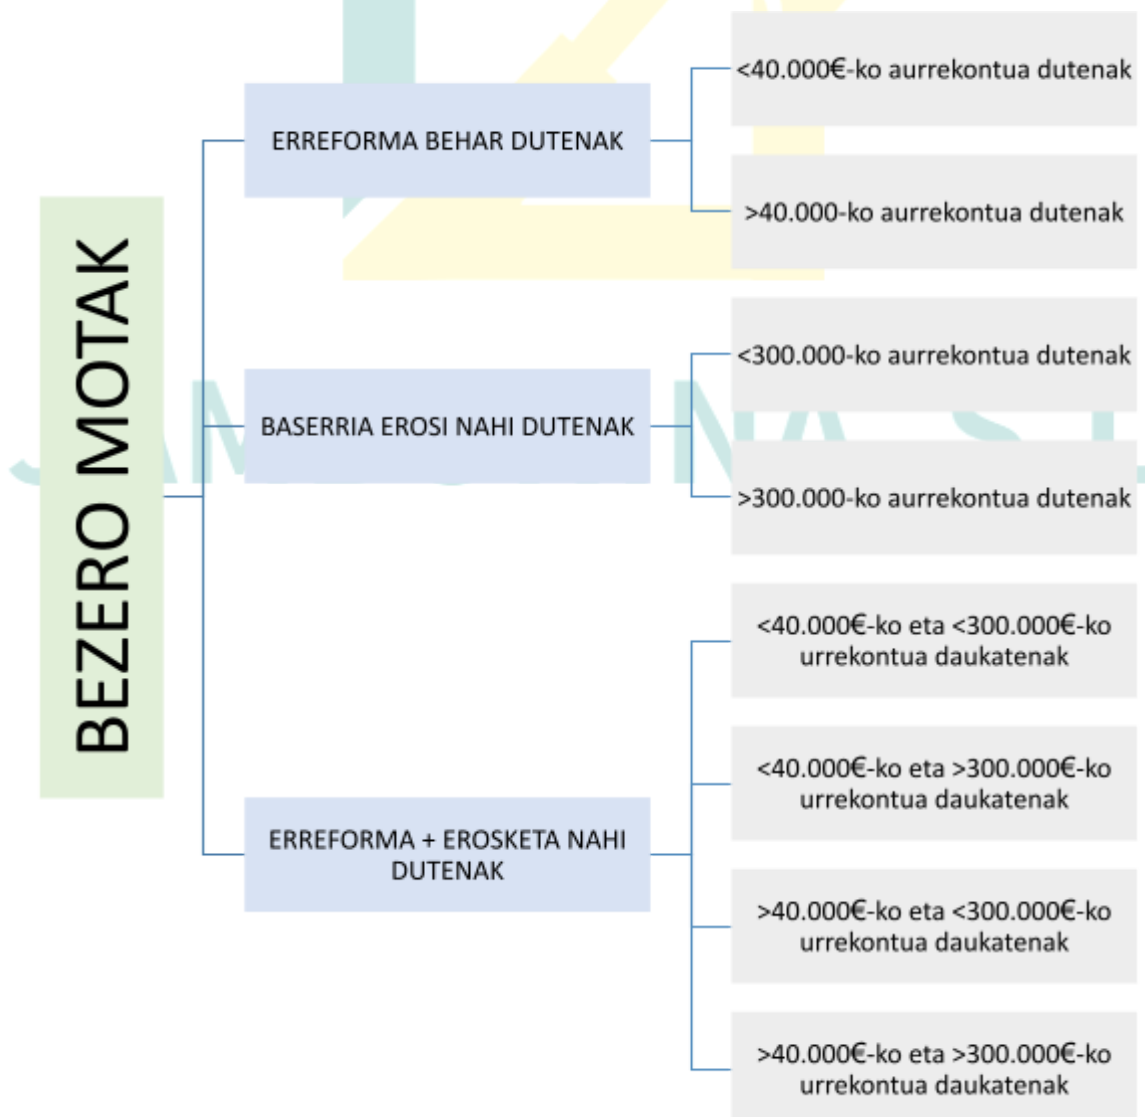 BEZERO MOTAK
ERREFORMA BEHAR DUTENAK
<40.000€-ko aurrekontua dutenak
>40.000-ko aurrekontua dutenak
BASERRIA EROSI NAHI DUTENAK
<300.000-ko aurrekontua dutenak
>300.000-ko aurrekontua dutenak
ERREFORMA + EROSKETA NAHI
DUTENAK
<40.000€-ko eta <300.000€-ko
urrekontua daukatenak
<40.000€-ko eta >300.000€-ko
urrekontua daukatenak
>40.000€-ko eta <300.000€-ko
urrekontua daukatenak
>40.000€-ko eta >300.000€-ko
urrekontua daukatenak